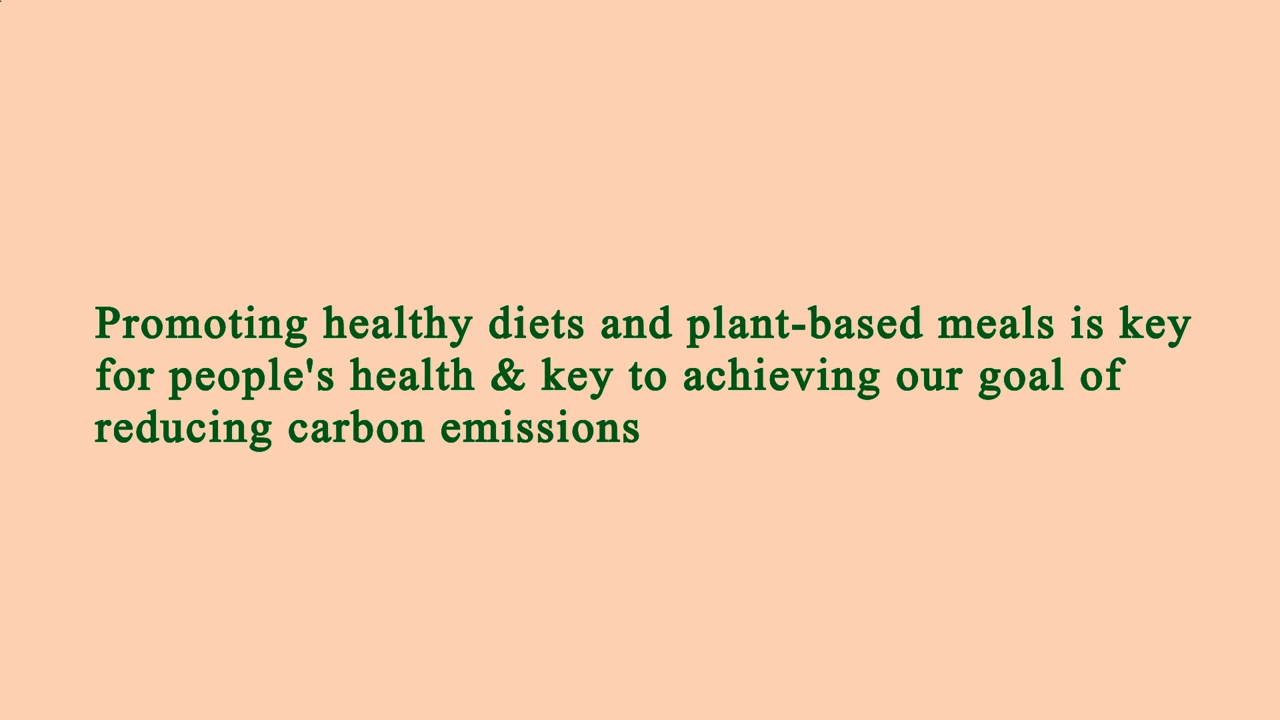 Promoting healthy diets and plant-based meals is key
for people's health & key to achieving our goal of
reducing carbon emissions